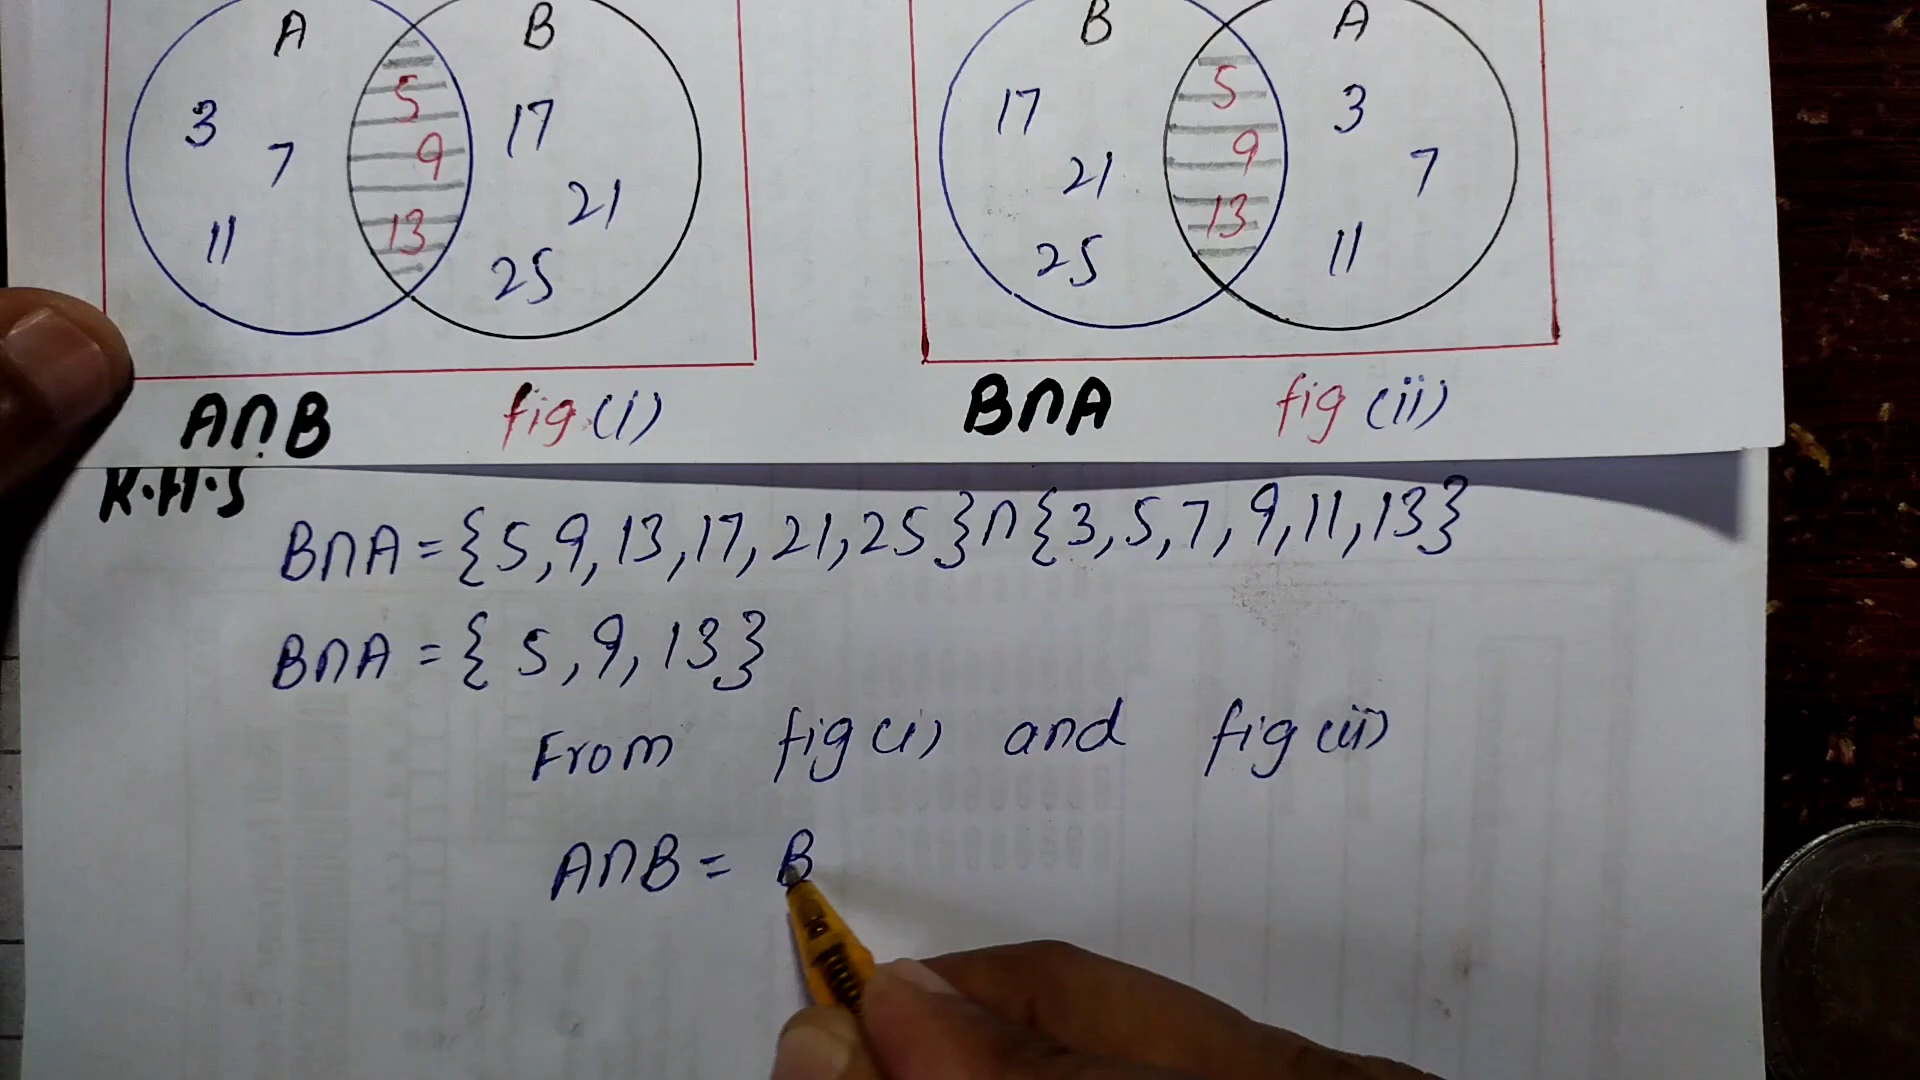 A B
3 7 11 5 9 13 17 21 25
A∩B fig (i)
B A
17 21 25 5 9 13 3 7 11
B∩A fig (ii)
R.H.S
B∩A = {5,9,13,17,21,25}∩{3,5,7,9,11,13}
B∩A = {5,9,13}
From fig(i) and fig(ii)
A∩B = B